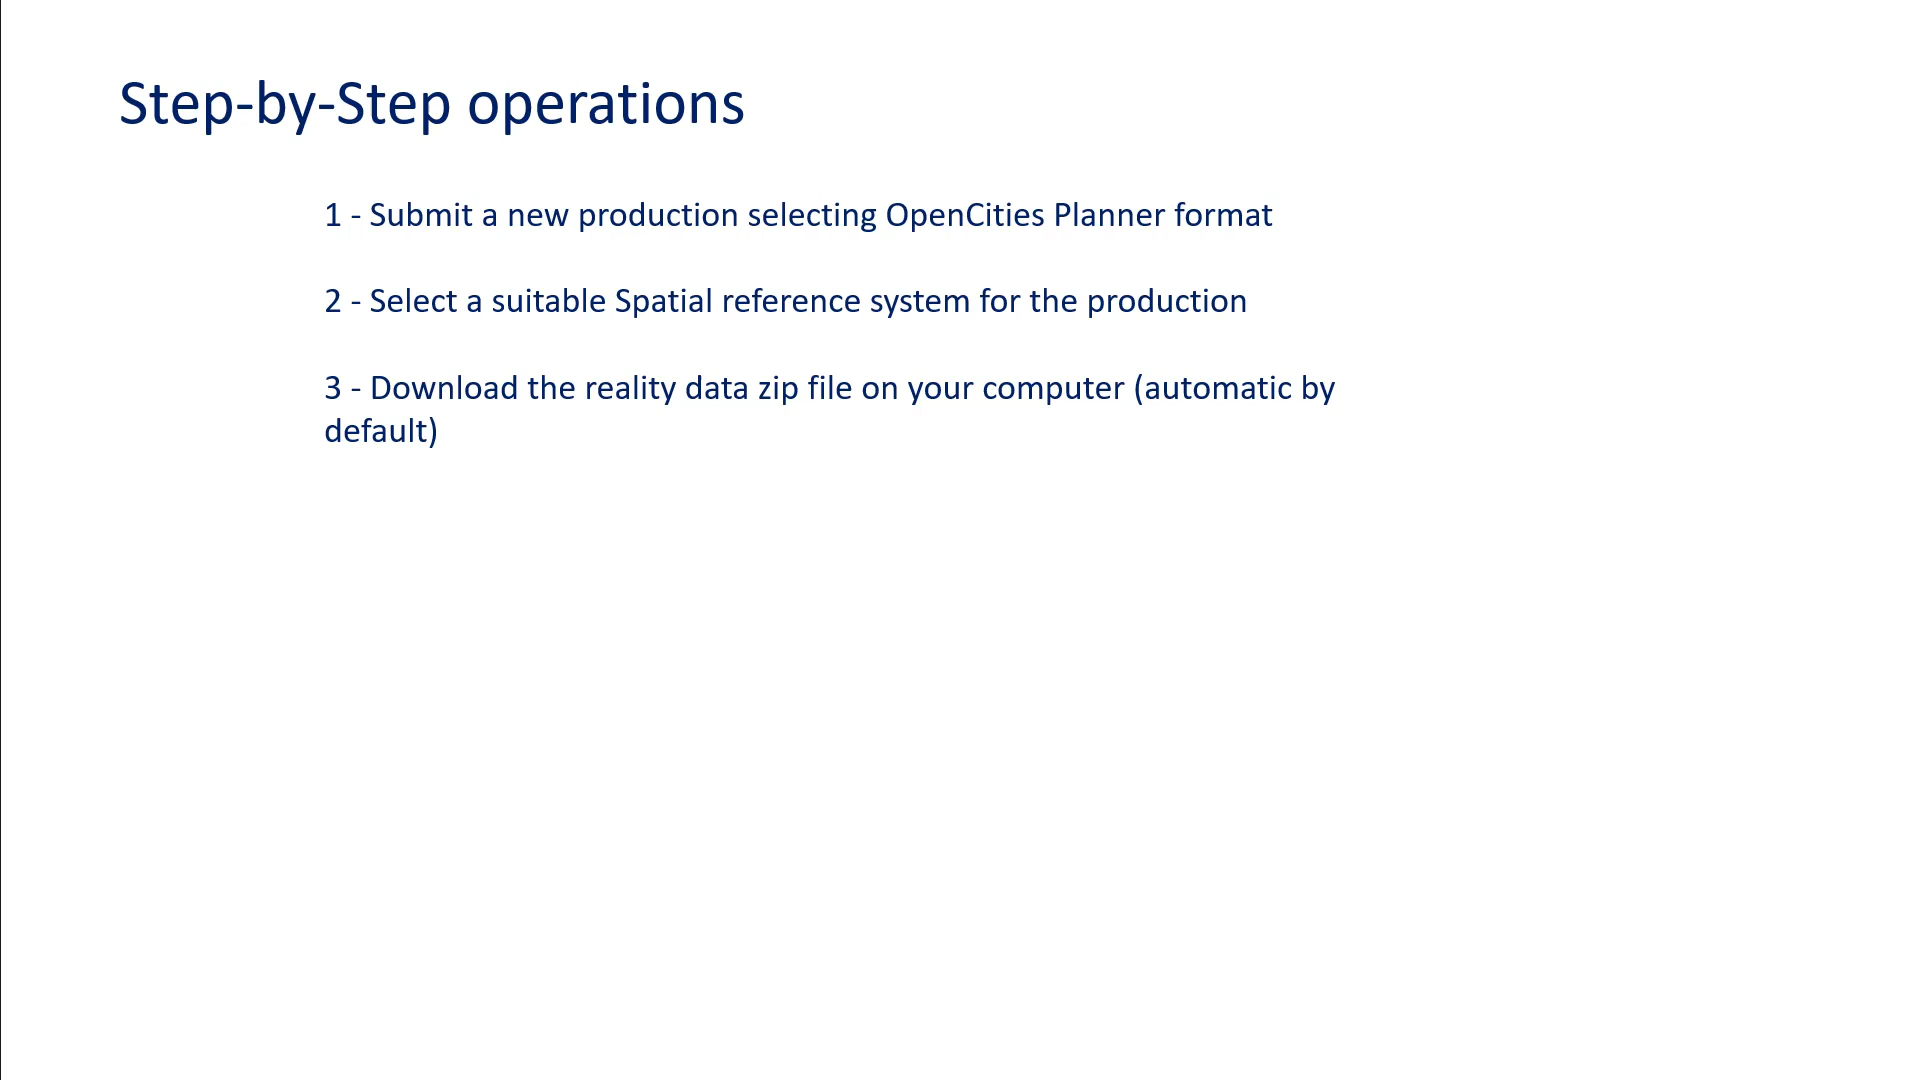 Step-by-Step operations
1 - Submit a new production selecting OpenCities Planner format
2 - Select a suitable Spatial reference system for the production
3 - Download the reality data zip file on your computer (automatic by
default)